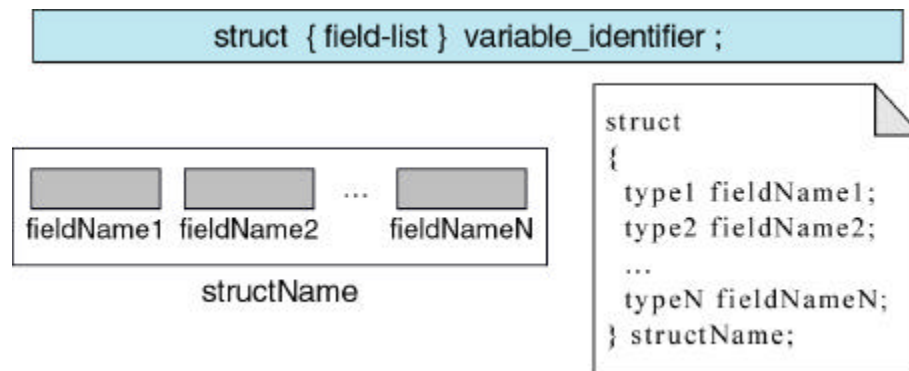 struct { field-list } variable_identifier ;
fieldName1 fieldName2 ... fieldNameN
structName
struct
{
type1 fieldName1;
type2 fieldName2;
...
typeN fieldNameN;
} structName;